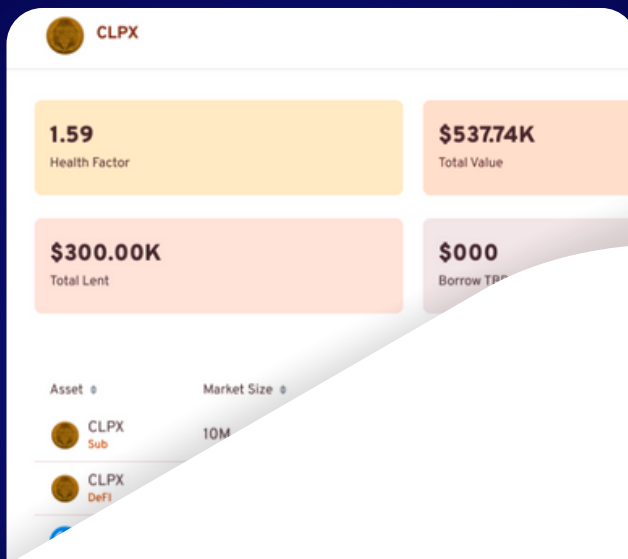 CLPX
1.59
Health Factor
$537.74K
Total Value
$300.00K
Total Lent
$000
Borrow
Asset
Market Size
CLPX
Sub
10M
CLPX
DeFI